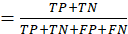 = TP+TN
TP+TN+FP+FN